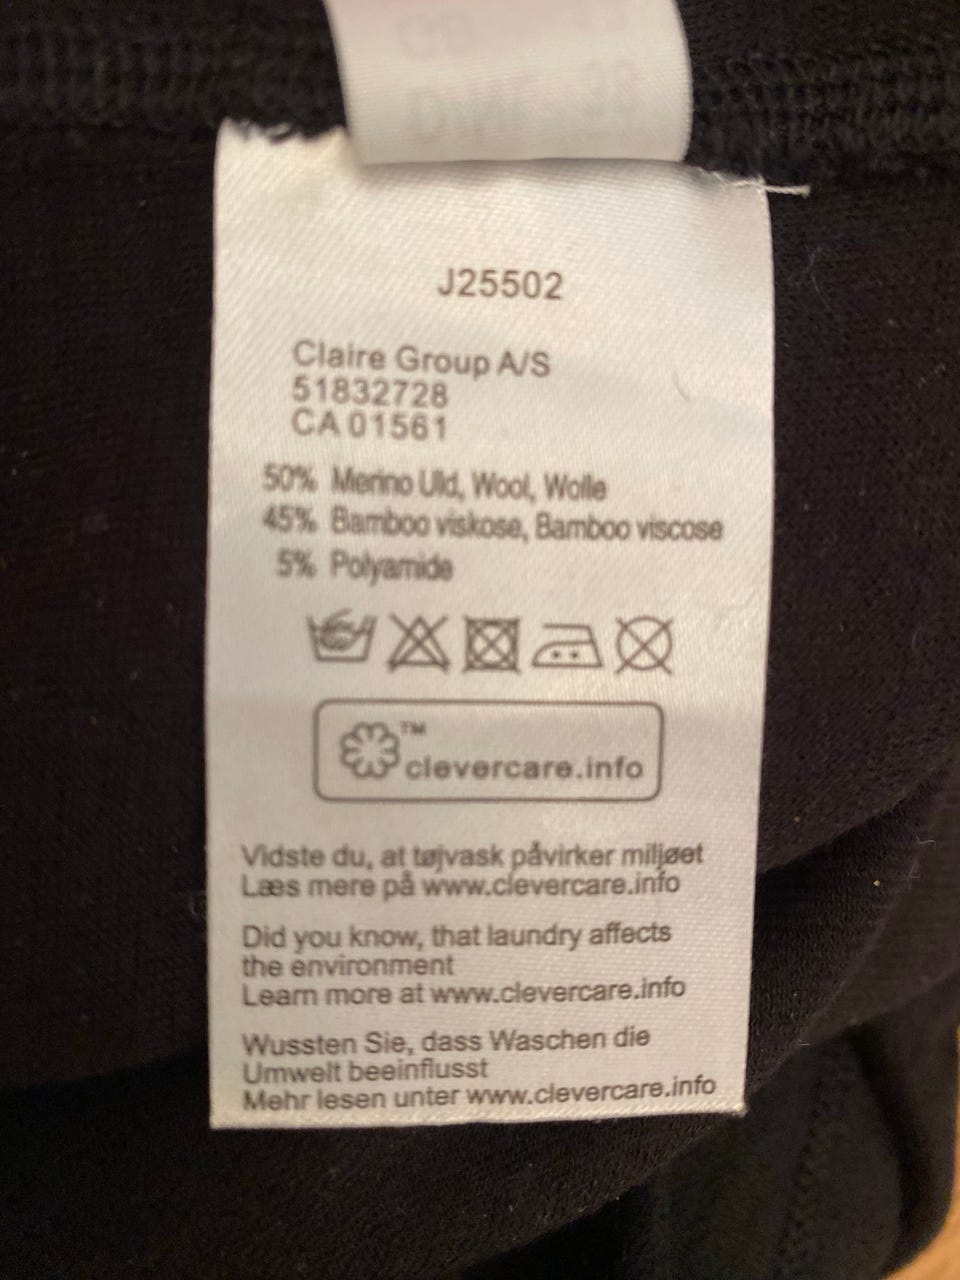 J25502
Claire Group A/S
51832728
CA 01561
50% Merino Uld, Wool, Wolle
45% Bamboo viskose, Bamboo viscose
5% Polyamide
TM
clevercare.info
Vidste du, at tøjvask påvirker miljøet
Læs mere på www.clevercare.info
Did you know, that laundry affects
the environment
Learn more at www.clevercare.info
Wussten Sie, dass Waschen die
Umwelt beeinflusst
Mehr lesen unter www.clevercare.info